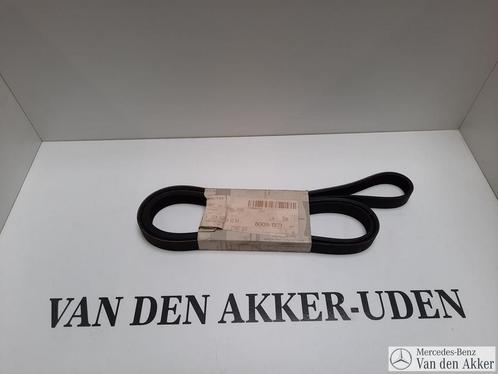 VAN DEN AKKER-UDEN
Mercedes-Benz
Van den Akker